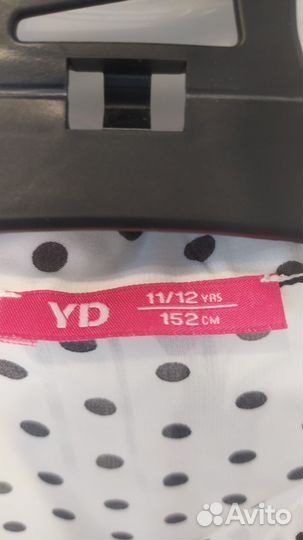 YD
11/12 YRS
152 CM
Avito